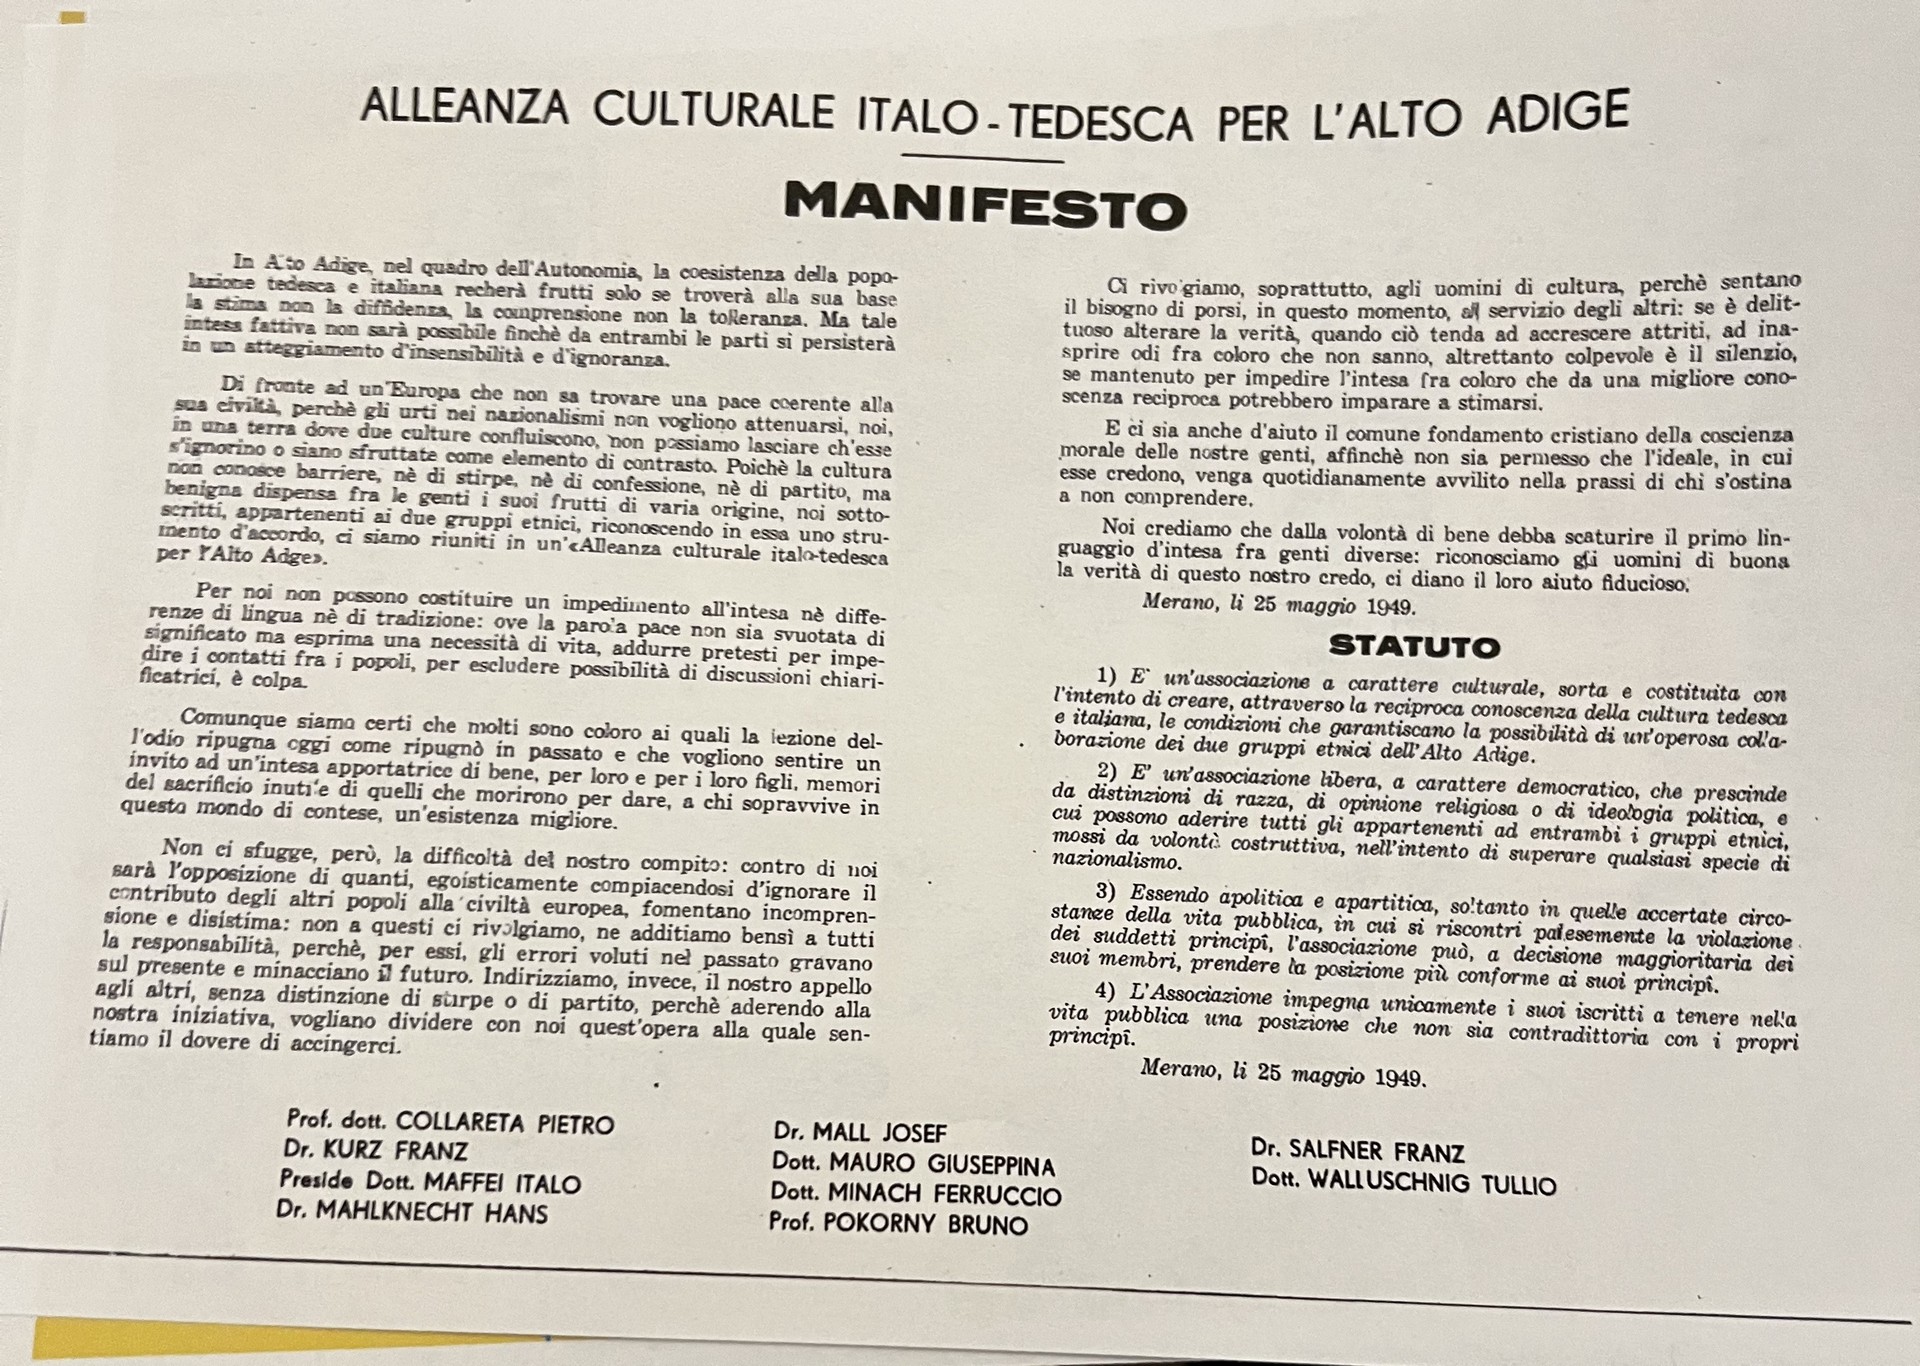 ALLEANZA CULTURALE ITALO-TEDESCA PER L'ALTO ADIGE
MANIFESTO
In Alto Adige, nel quadro dell'Autonomia, la coesistenza della popo-
lazione tedesca e italiana recherà frutti solo se troverà alla sua base
la stima non la diffidenza, la comprensione non la tolleranza. Ma tale
intesa fattiva non sarà possibile finchè da entrambi le parti si persisterà
in un atteggiamento d'insensibilità e d'ignoranza.
Di fronte ad un'Europa che non sa trovare una pace coerente alla
sua civiltà, perchè gli urti nei nazionalismi non vogliono attenuarsi, noi,
in una terra dove due culture confluiscono, non possiamo lasciare ch'esse
s'ignorino o siano sfruttate come elemento di contrasto. Poichè la cultura
non conosce barriere, nè di stirpe, nè di confessione, nè di partito, ma
benigna dispensa fra le genti i suoi frutti di varia origine, noi sotto-
scritti, appartenenti ai due gruppi etnici, riconoscendo in essa uno stru-
mento d'accordo, ci siamo riuniti in un'«Alleanza culturale italo-tedesca
per l'Alto Adge».
Per noi non possono costituire un impedimento all'intesa nè diffe-
renze di lingua nè di tradizione: ove la parola pace non sia svuotata di
significato ma esprima una necessità di vita, addurre pretesti per impe-
dire i contatti fra i popoli, per escludere possibilità di discussioni chiari-
ficatrici, è colpa.
Comunque siamo certi che molti sono coloro ai quali la lezione del-
l'odio ripugna oggi come ripugnò in passato e che vogliono sentire un
invito ad un'intesa apportatrice di bene, per loro e per i loro figli, memori
del sacrificio inutile di quelli che morirono per dare, a chi sopravvive in
questo mondo di contese, un'esistenza migliore.
Non ci sfugge, però, la difficoltà del nostro compito: contro di noi
sarà l'opposizione di quanti, egoisticamente compiacendosi d'ignorare il
contributo degli altri popoli alla civiltà europea, fomentano incompren-
sione e disistima: non a questi ci rivolgiamo, ne additiamo bensì a tutti
la responsabilità, perchè, per essi, gli errori voluti nel passato gravano
sul presente e minacciano il futuro. Indirizziamo, invece, il nostro appello
agli altri, senza distinzione di stirpe o di partito, perchè aderendo alla
nostra iniziativa, vogliano dividere con noi quest'opera alla quale sen-
tiamo il dovere di accingerci.
Ci rivolgiamo, soprattutto, agli uomini di cultura, perchè sentano
il bisogno di porsi, in questo momento, al servizio degli altri: se è delit-
tuoso alterare la verità, quando ciò tenda ad accrescere attriti, ad ina-
sprire odi fra coloro che non sanno, altrettanto colpevole è il silenzio,
se mantenuto per impedire l'intesa fra coloro che da una migliore cono-
scenza reciproca potrebbero imparare a stimarsi.
E ci sia anche d'aiuto il comune fondamento cristiano della coscienza
morale delle nostre genti, affinchè non sia permesso che l'ideale, in cui
esse credono, venga quotidianamente avvilito nella prassi di chi s'ostina
a non comprendere.
Noi crediamo che dalla volontà di bene debba scaturire il primo lin-
guaggio d'intesa fra genti diverse: riconosciamo gli uomini di buona
la verità di questo nostro credo, ci diano il loro aiuto fiducioso.
Merano, li 25 maggio 1949.
STATUTO
1) E' un'associazione a carattere culturale, sorta e costituita con
l'intento di creare, attraverso la reciproca conoscenza della cultura tedesca
e italiana, le condizioni che garantiscano la possibilità di un'operosa colla-
borazione dei due gruppi etnici dell'Alto Adige.
2) E' un'associazione libera, a carattere democratico, che prescinde
da distinzioni di razza, di opinione religiosa o di ideologia politica, e
cui possono aderire tutti gli appartenenti ad entrambi i gruppi etnici,
mossi da volontà costruttiva, nell'intento di superare qualsiasi specie di
nazionalismo.
3) Essendo apolitica e apartitica, soltanto in quelle accertate circo-
stanze della vita pubblica, in cui si riscontri palesemente la violazione
dei suddetti principî, l'associazione può, a decisione maggioritaria dei
suoi membri, prendere la posizione più conforme ai suoi principî.
4) L'Associazione impegna unicamente i suoi iscritti a tenere nella
vita pubblica una posizione che non sia contradittoria con i propri
principî.
Merano, li 25 maggio 1949.
Prof. dott. COLLARETA PIETRO
Dr. KURZ FRANZ
Preside Dott. MAFFEI ITALO
Dr. MAHLKNECHT HANS
Dr. MALL JOSEF
Dott. MAURO GIUSEPPINA
Dott. MINACH FERRUCCIO
Prof. POKORNY BRUNO
Dr. SALFNER FRANZ
Dott. WALLUSCHNIG TULLIO